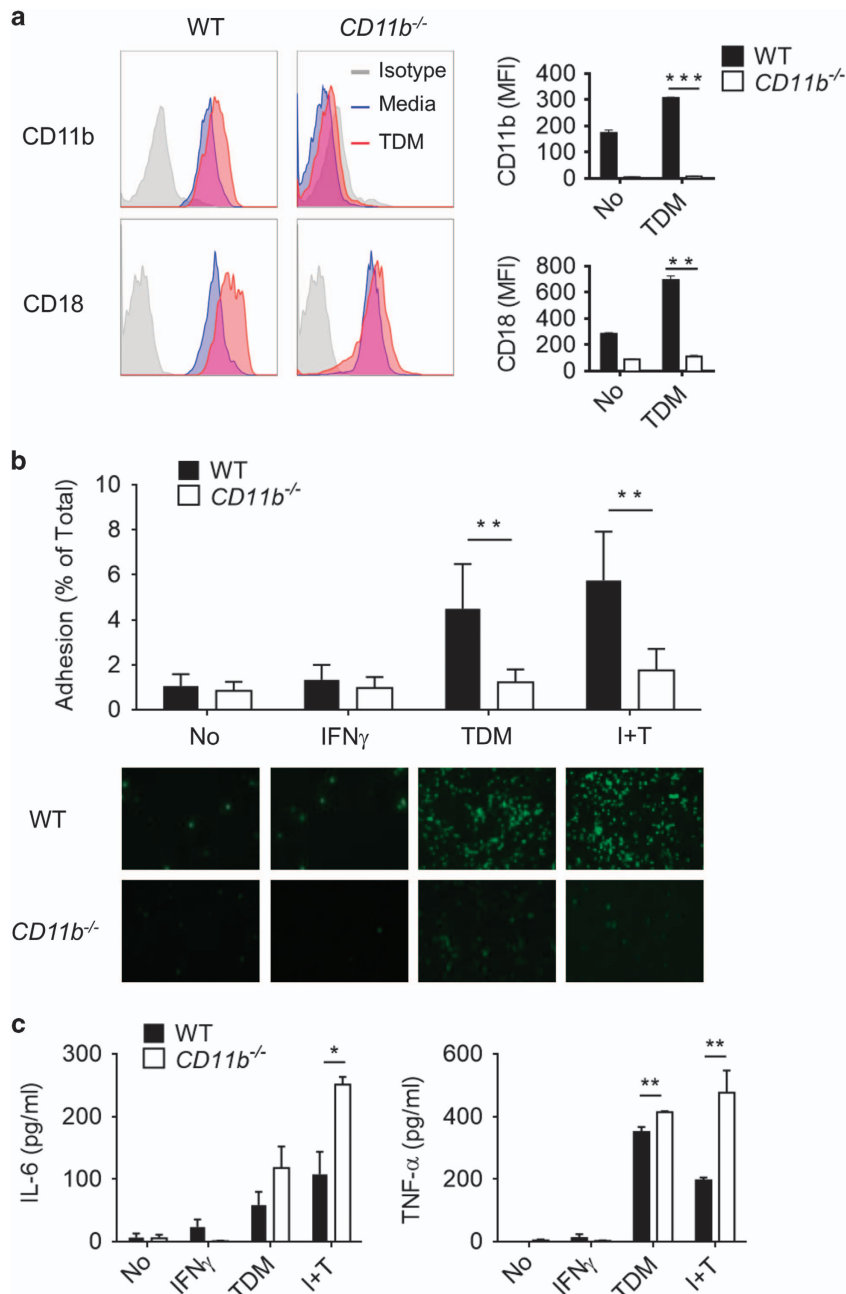 a
WT
CD11b-/-
Isotype
Media
TDM
CD11b
CD18
WT
CD11b-/-
CD11b (MFI)
400
300
200
100
0
***
No
TDM
CD18 (MFI)
800
600
400
200
0
**
No
TDM
b
WT
CD11b-/-
Adhesion (% of Total)
10
8
6
4
2
0
**
**
No
IFNγ
TDM
I+T
WT
CD11b-/-
c
WT
CD11b-/-
IL-6 (pg/ml)
300
200
100
0
*
No
IFNγ
TDM
I+T
TNF-α (pg/ml)
600
400
200
0
**
**
No
IFNγ
TDM
I+T